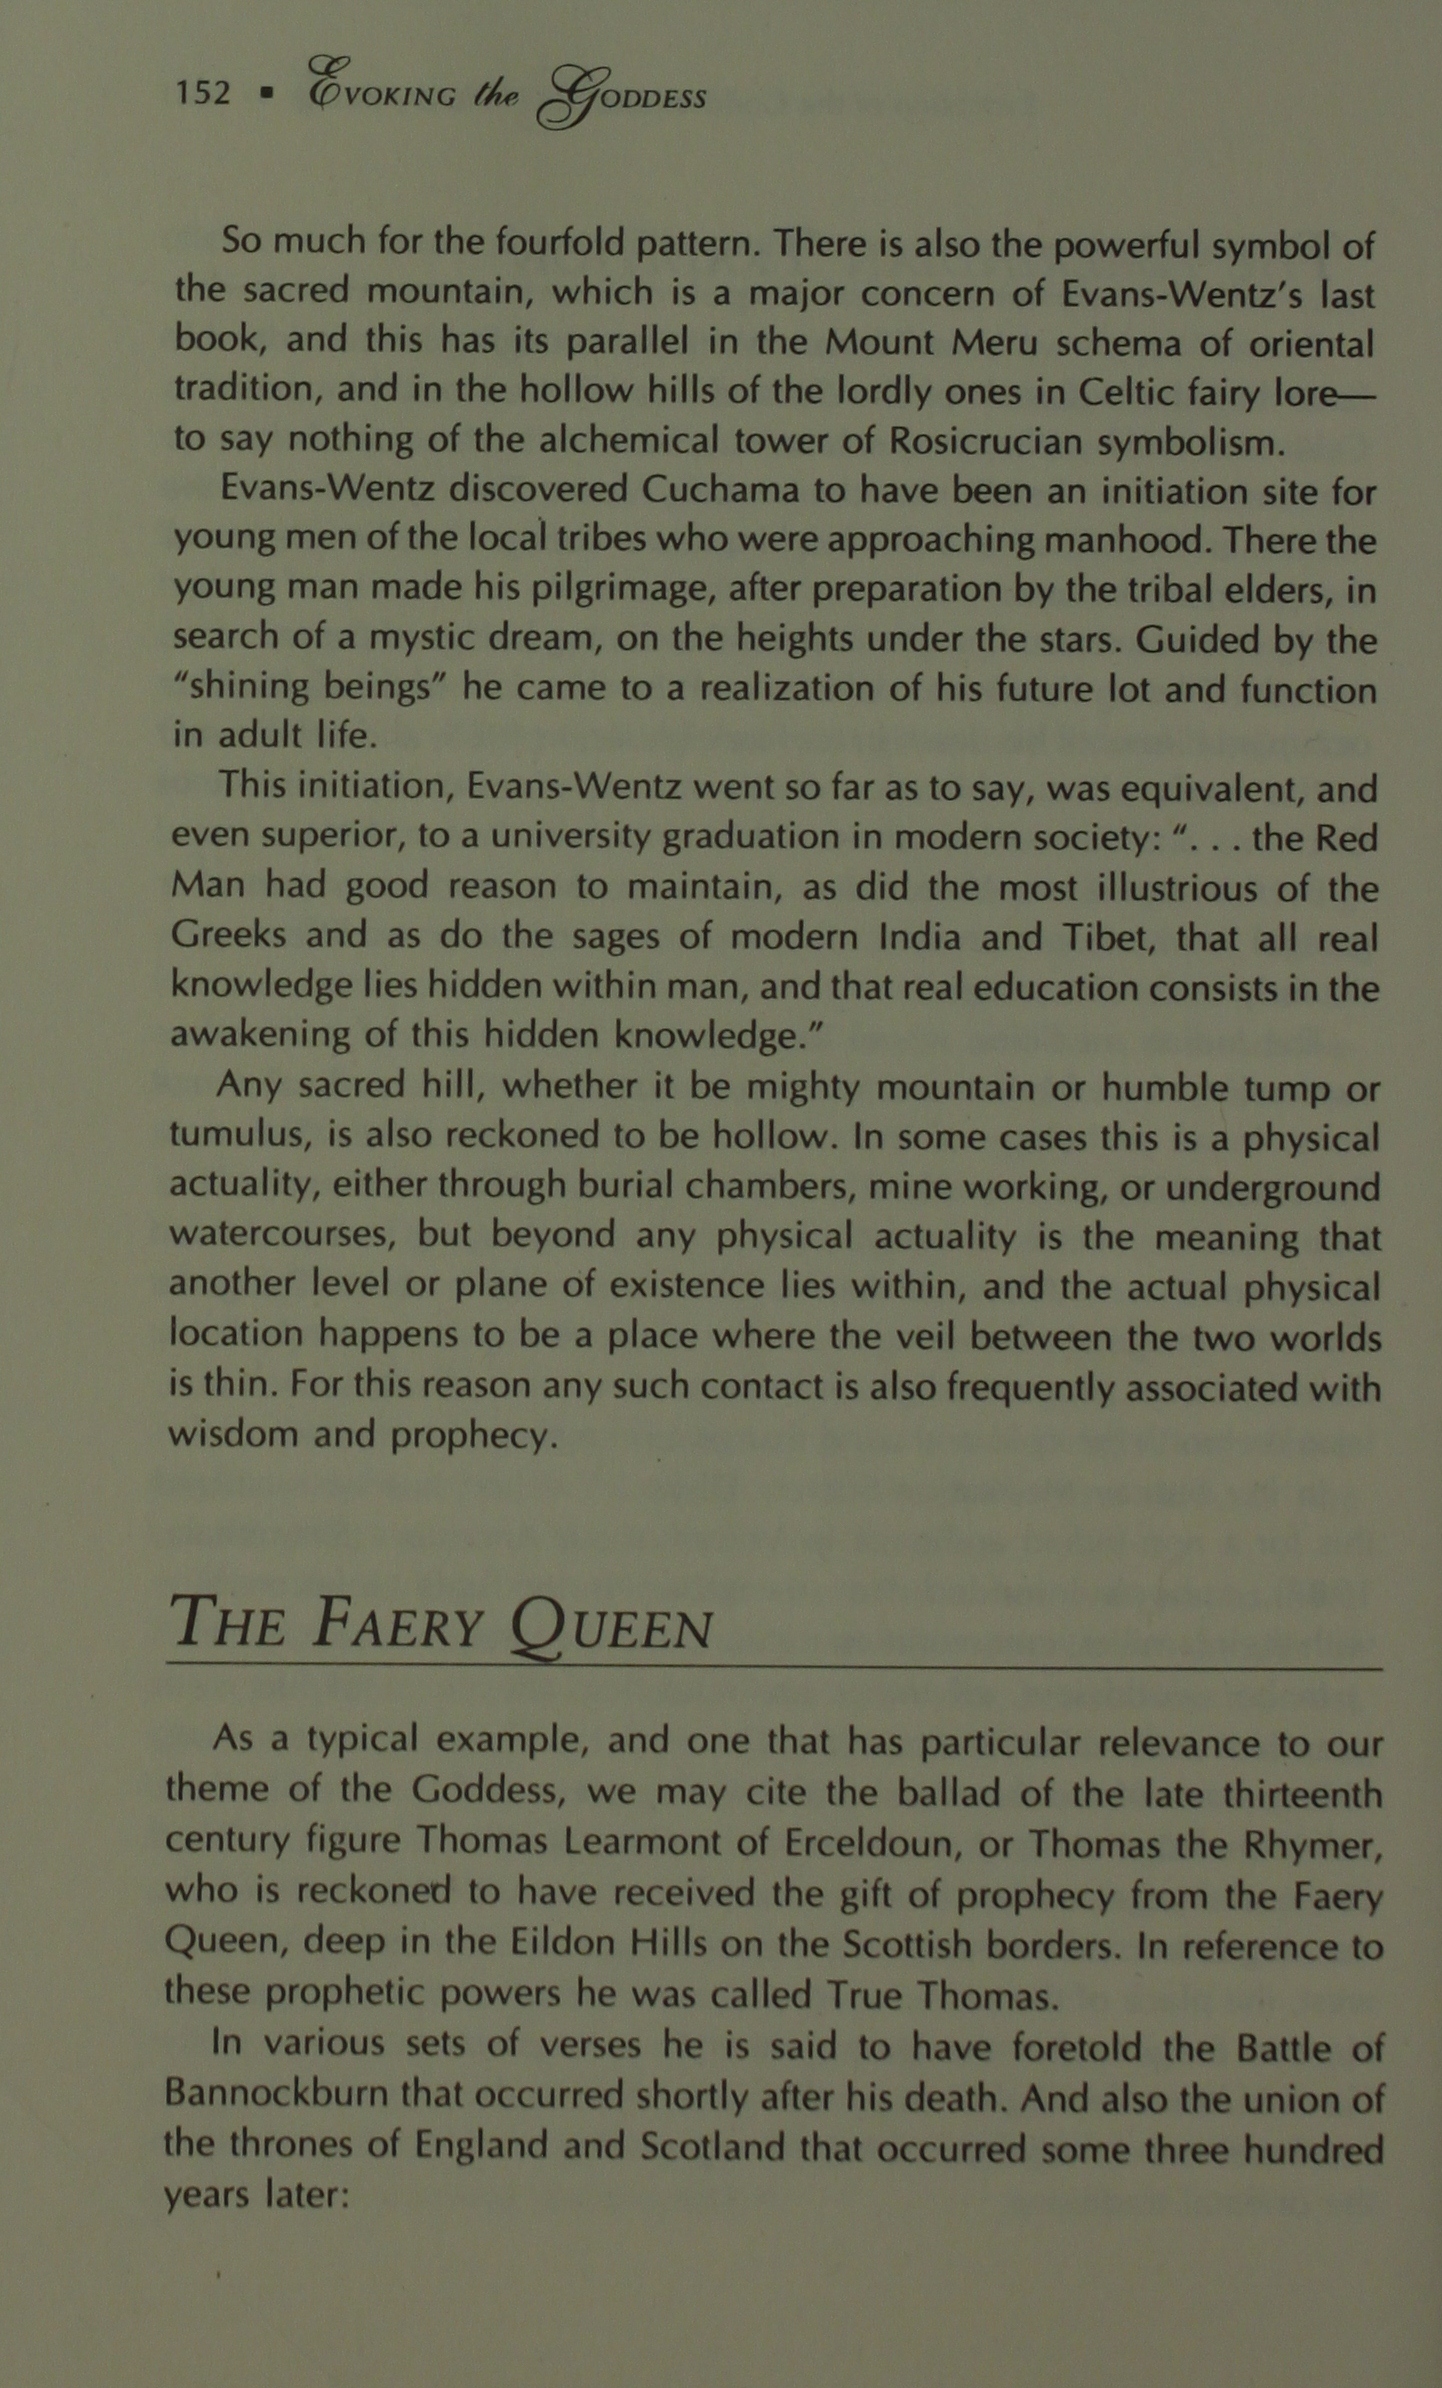 152 ▪ Evoking the Goddess
So much for the fourfold pattern. There is also the powerful symbol of
the sacred mountain, which is a major concern of Evans-Wentz's last
book, and this has its parallel in the Mount Meru schema of oriental
tradition, and in the hollow hills of the lordly ones in Celtic fairy lore—
to say nothing of the alchemical tower of Rosicrucian symbolism.
Evans-Wentz discovered Cuchama to have been an initiation site for
young men of the local tribes who were approaching manhood. There the
young man made his pilgrimage, after preparation by the tribal elders, in
search of a mystic dream, on the heights under the stars. Guided by the
"shining beings" he came to a realization of his future lot and function
in adult life.
This initiation, Evans-Wentz went so far as to say, was equivalent, and
even superior, to a university graduation in modern society: ". . . the Red
Man had good reason to maintain, as did the most illustrious of the
Greeks and as do the sages of modern India and Tibet, that all real
knowledge lies hidden within man, and that real education consists in the
awakening of this hidden knowledge."
Any sacred hill, whether it be mighty mountain or humble tump or
tumulus, is also reckoned to be hollow. In some cases this is a physical
actuality, either through burial chambers, mine working, or underground
watercourses, but beyond any physical actuality is the meaning that
another level or plane of existence lies within, and the actual physical
location happens to be a place where the veil between the two worlds
is thin. For this reason any such contact is also frequently associated with
wisdom and prophecy.
THE FAERY QUEEN
As a typical example, and one that has particular relevance to our
theme of the Goddess, we may cite the ballad of the late thirteenth
century figure Thomas Learmont of Erceldoun, or Thomas the Rhymer,
who is reckoned to have received the gift of prophecy from the Faery
Queen, deep in the Eildon Hills on the Scottish borders. In reference to
these prophetic powers he was called True Thomas.
In various sets of verses he is said to have foretold the Battle of
Bannockburn that occurred shortly after his death. And also the union of
the thrones of England and Scotland that occurred some three hundred
years later: